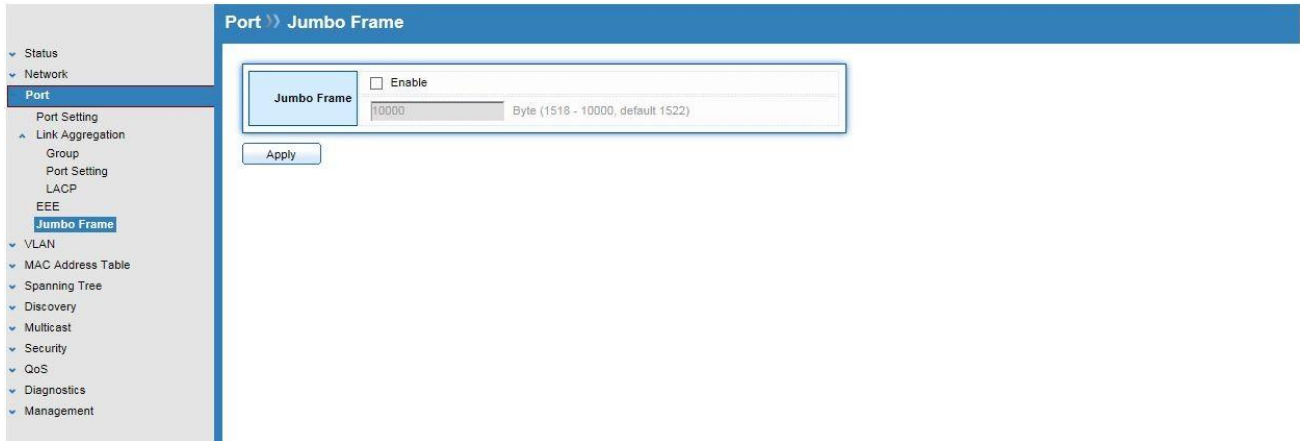 Port » Jumbo Frame
Status
Network
Port
Port Setting
Link Aggregation
Group
Port Setting
LACP
EEE
Jumbo Frame
VLAN
MAC Address Table
Spanning Tree
Discovery
Multicast
Security
QoS
Diagnostics
Management
Jumbo Frame
Enable
10000 Byte (1518 - 10000, default 1522)
Apply